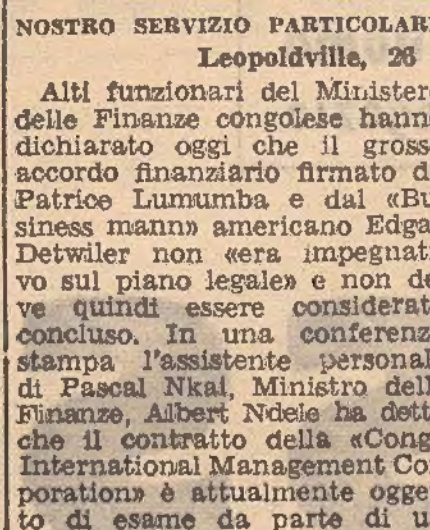 NOSTRO SERVIZIO PARTICOLAR
Leopoldville, 26
Alti funzionari del Minister
delle Finanze congolese hann
dichiarato oggi che il gross
accordo finanziario firmato d
Patrice Lumumba e dal «Bu
siness mann» americano Edga
Detwiler non «era impegnati
vo sul piano legale» e non de
ve quindi essere considerat
concluso. In una conferenz
stampa l'assistente personal
di Pascal Nkai, Ministro dell
Finanze, Albert Ndele ha dett
che il contratto della «Cong
International Management Co
poration» è attualmente ogge
to di esame da parte di u